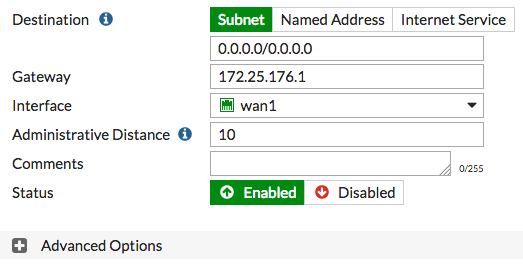 Destination Subnet Named Address Internet Service
0.0.0.0/0.0.0.0
Gateway 172.25.176.1
Interface wan1
Administrative Distance 10
Comments 0/255
Status Enabled Disabled
Advanced Options